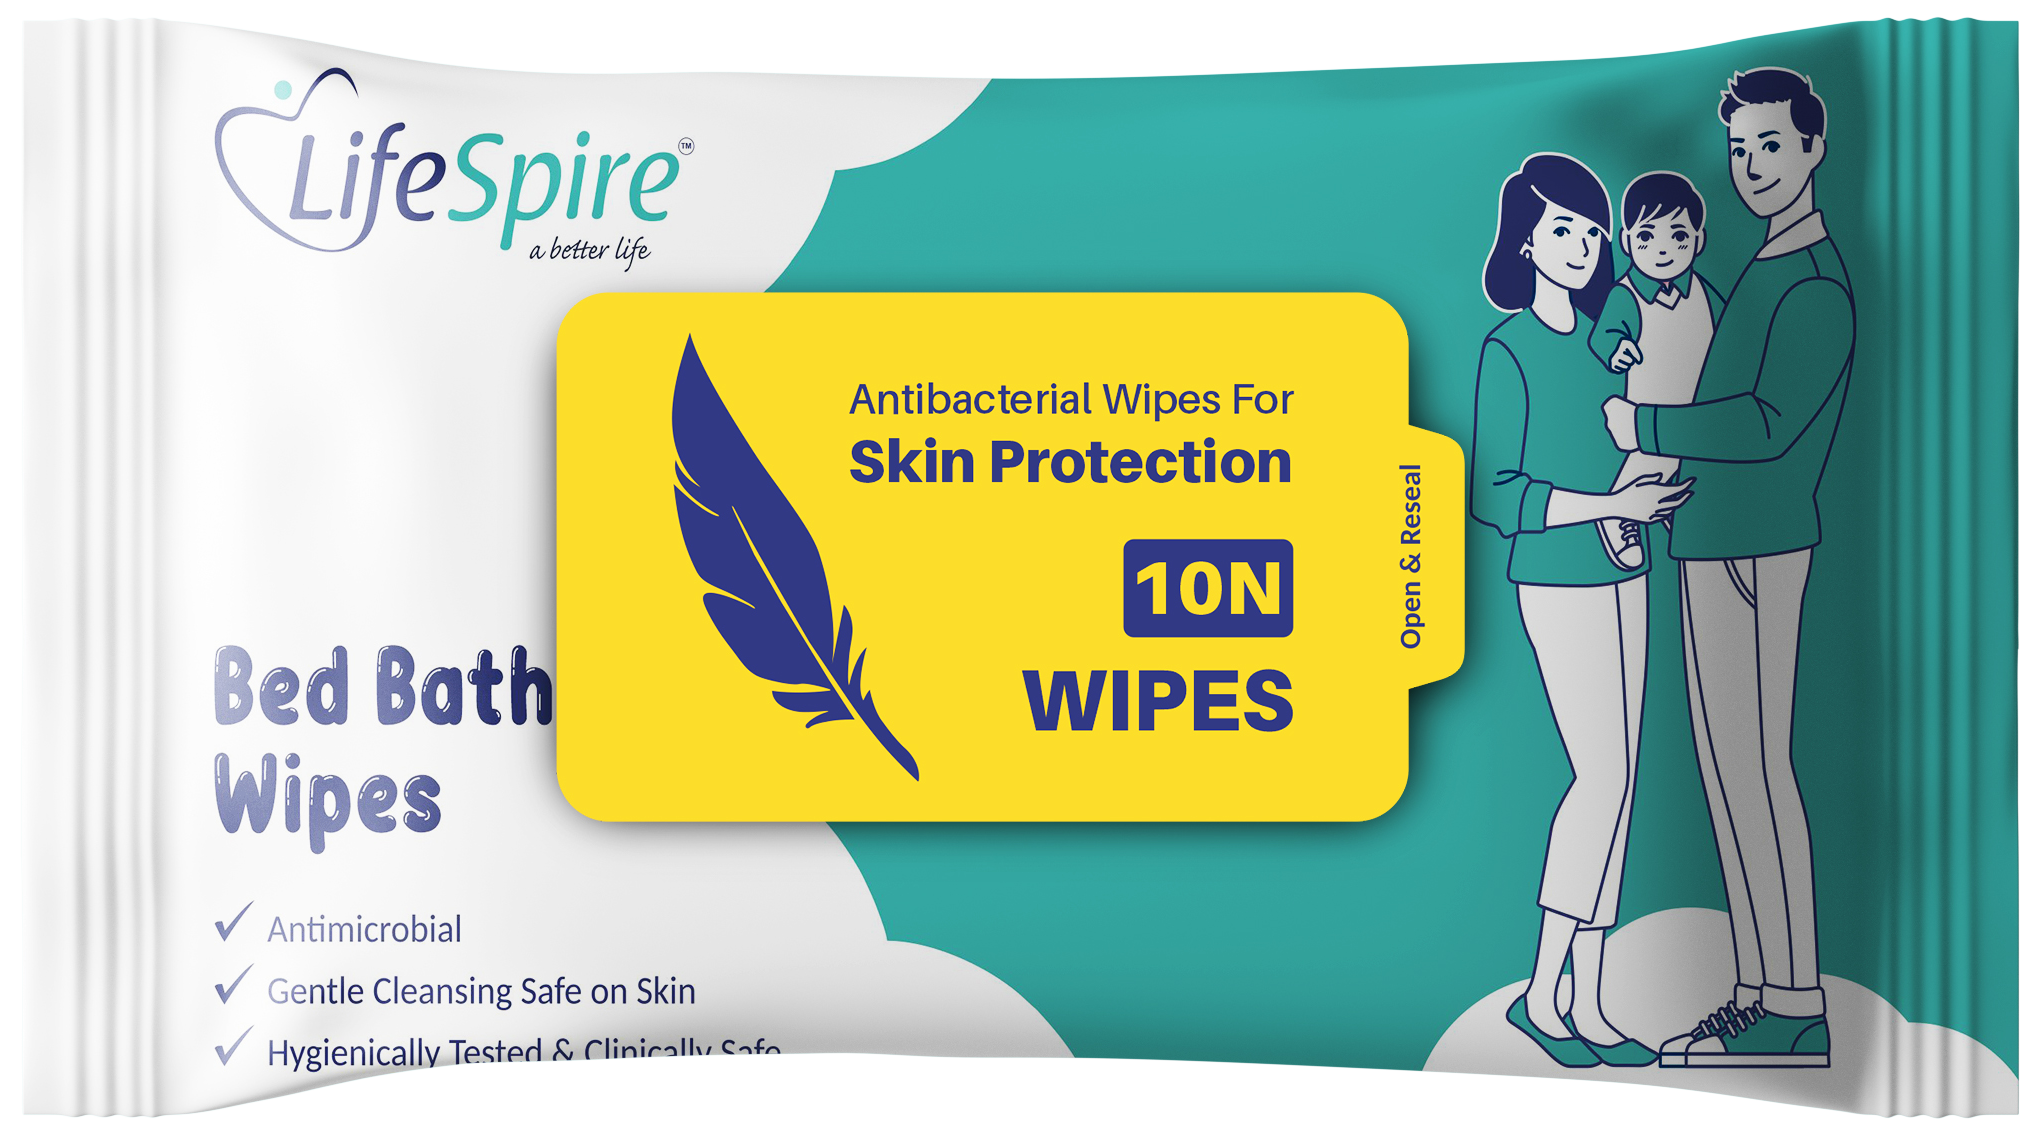 LifeSpire™
a better life
Antibacterial Wipes For
Skin Protection
10N
WIPES
Open & Reseal
Bed Bath
Wipes
Antimicrobial
Gentle Cleansing Safe on Skin
Hygienically Tested & Clinically Safe